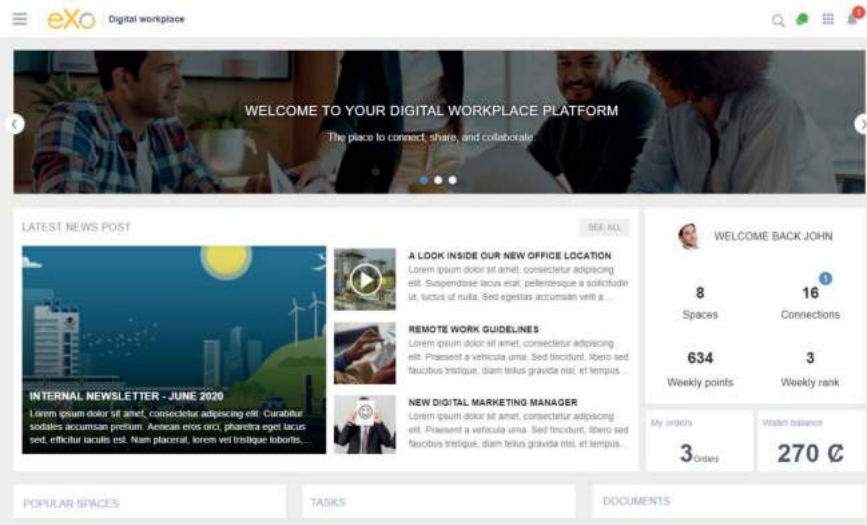 eXo Digital workplace
1
WELCOME TO YOUR DIGITAL WORKPLACE PLATFORM
The place to connect, share, and collaborate.
LATEST NEWS POST
SEE ALL
INTERNAL NEWSLETTER - JUNE 2020
Lorem ipsum dolor sit amet, consectetur adipiscing elit. Curabitur
sodales accumsan pretium. Aenean eros orci, pharetra eget lacus
sed, efficitur iaculis est. Nam placerat, lorem vel tristique lobortis,...
A LOOK INSIDE OUR NEW OFFICE LOCATION
Lorem ipsum dolor sit amet, consectetur adipiscing
elit. Suspendisse lacus erat, pellentesque a sollicitudin
ut, luctus ut nulla. Sed egestas accumsan velit a ...
REMOTE WORK GUIDELINES
Lorem ipsum dolor sit amet, consectetur adipiscing
elit. Praesent a vehicula urna. Sed tincidunt, libero sed
faucibus tristique, diam tellus gravida nisl, et tempus...
NEW DIGITAL MARKETING MANAGER
Lorem ipsum dolor sit amet, consectetur adipiscing
elit. Praesent a vehicula urna. Sed tincidunt, libero sed
faucibus tristique, diam tellus gravida nisl, et tempus...
WELCOME BACK JOHN
8
Spaces
16
1
Connections
634
Weekly points
3
Weekly rank
My orders
3 Orders
Wallet balance
270 ₡
POPULAR SPACES
TASKS
DOCUMENTS